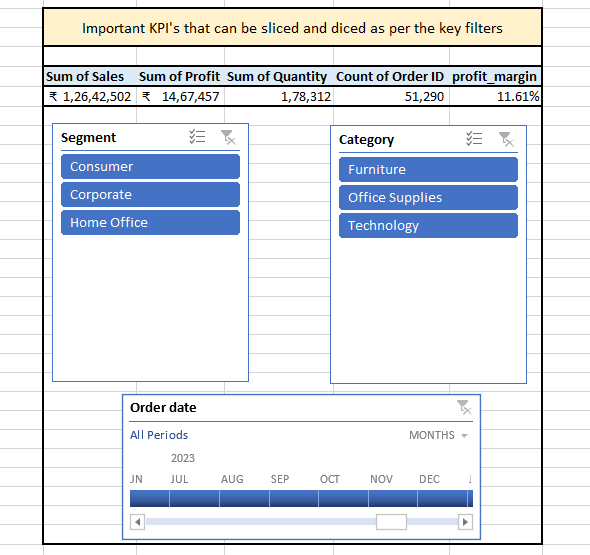 Important KPI's that can be sliced and diced as per the key filters
Sum of Sales Sum of Profit Sum of Quantity Count of Order ID profit_margin
₹ 1,26,42,502 ₹ 14,67,457 1,78,312 51,290 11.61%
Segment
Consumer
Corporate
Home Office
Category
Furniture
Office Supplies
Technology
Order date
All Periods MONTHS
2023
JN JUL AUG SEP OCT NOV DEC J